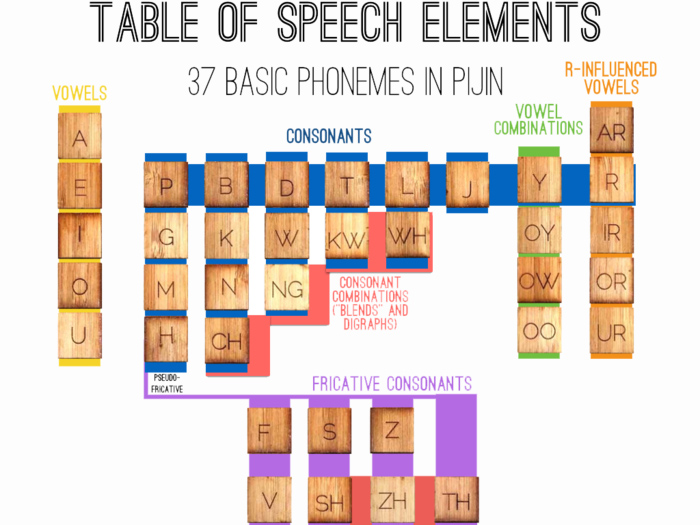 TABLE OF SPEECH ELEMENTS
37 BASIC PHONEMES IN PIJIN
R-INFLUENCED
VOWELS
VOWELS
VOWEL
COMBINATIONS
CONSONANTS
A
E
I
O
U
P B D T L J
G K W KW WH
M N NG
H CH
Y
OY
OW
OO
AR
R
IR
OR
UR
CONSONANT
COMBINATIONS
("BLENDS" AND
DIGRAPHS)
PSEUDO-
FRICATIVE
FRICATIVE CONSONANTS
F S Z
V SH ZH TH